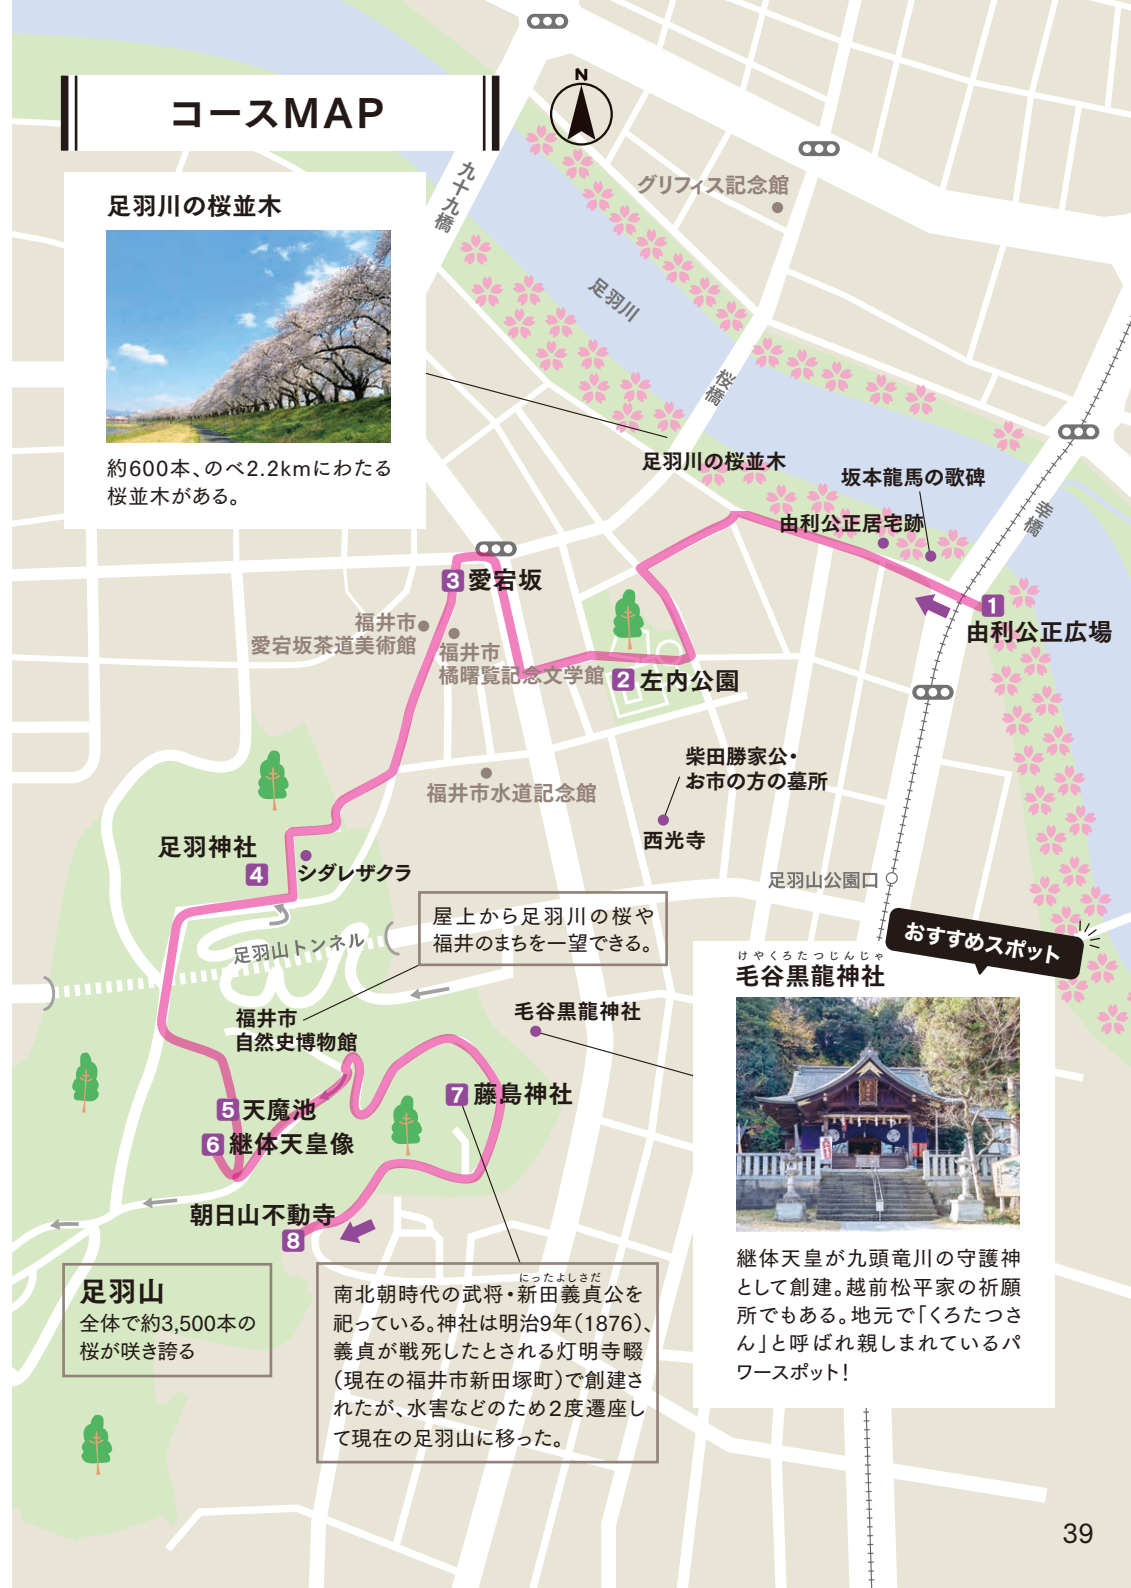 コースMAP
N
足羽川の桜並木
約600本、のべ2.2kmにわたる
桜並木がある。
九十九橋
グリフィス記念館
足羽川
桜橋
足羽川の桜並木
坂本龍馬の歌碑
由利公正居宅跡
幸橋
1
由利公正広場
3 愛宕坂
福井市
愛宕坂茶道美術館
福井市
橘曙覧記念文学館
2 左内公園
柴田勝家公・
お市の方の墓所
西光寺
福井市水道記念館
足羽神社
4
シダレザクラ
足羽山公園口
屋上から足羽川の桜や
福井のまちを一望できる。
足羽山トンネル
福井市
自然史博物館
毛谷黒龍神社
おすすめスポット
けやくろたつじんじゃ
毛谷黒龍神社
継体天皇が九頭竜川の守護神
として創建。越前松平家の祈願
所でもある。地元で「くろたつさ
ん」と呼ばれ親しまれているパ
ワースポット！
5 天魔池
6 継体天皇像
7 藤島神社
朝日山不動寺
8
足羽山
全体で約3,500本の
桜が咲き誇る
にったよしさだ
南北朝時代の武将・新田義貞公を
祀っている。神社は明治9年（1876）、
義貞が戦死したとされる灯明寺畷
（現在の福井市新田塚町）で創建さ
れたが、水害などのため2度遷座し
て現在の足羽山に移った。
39